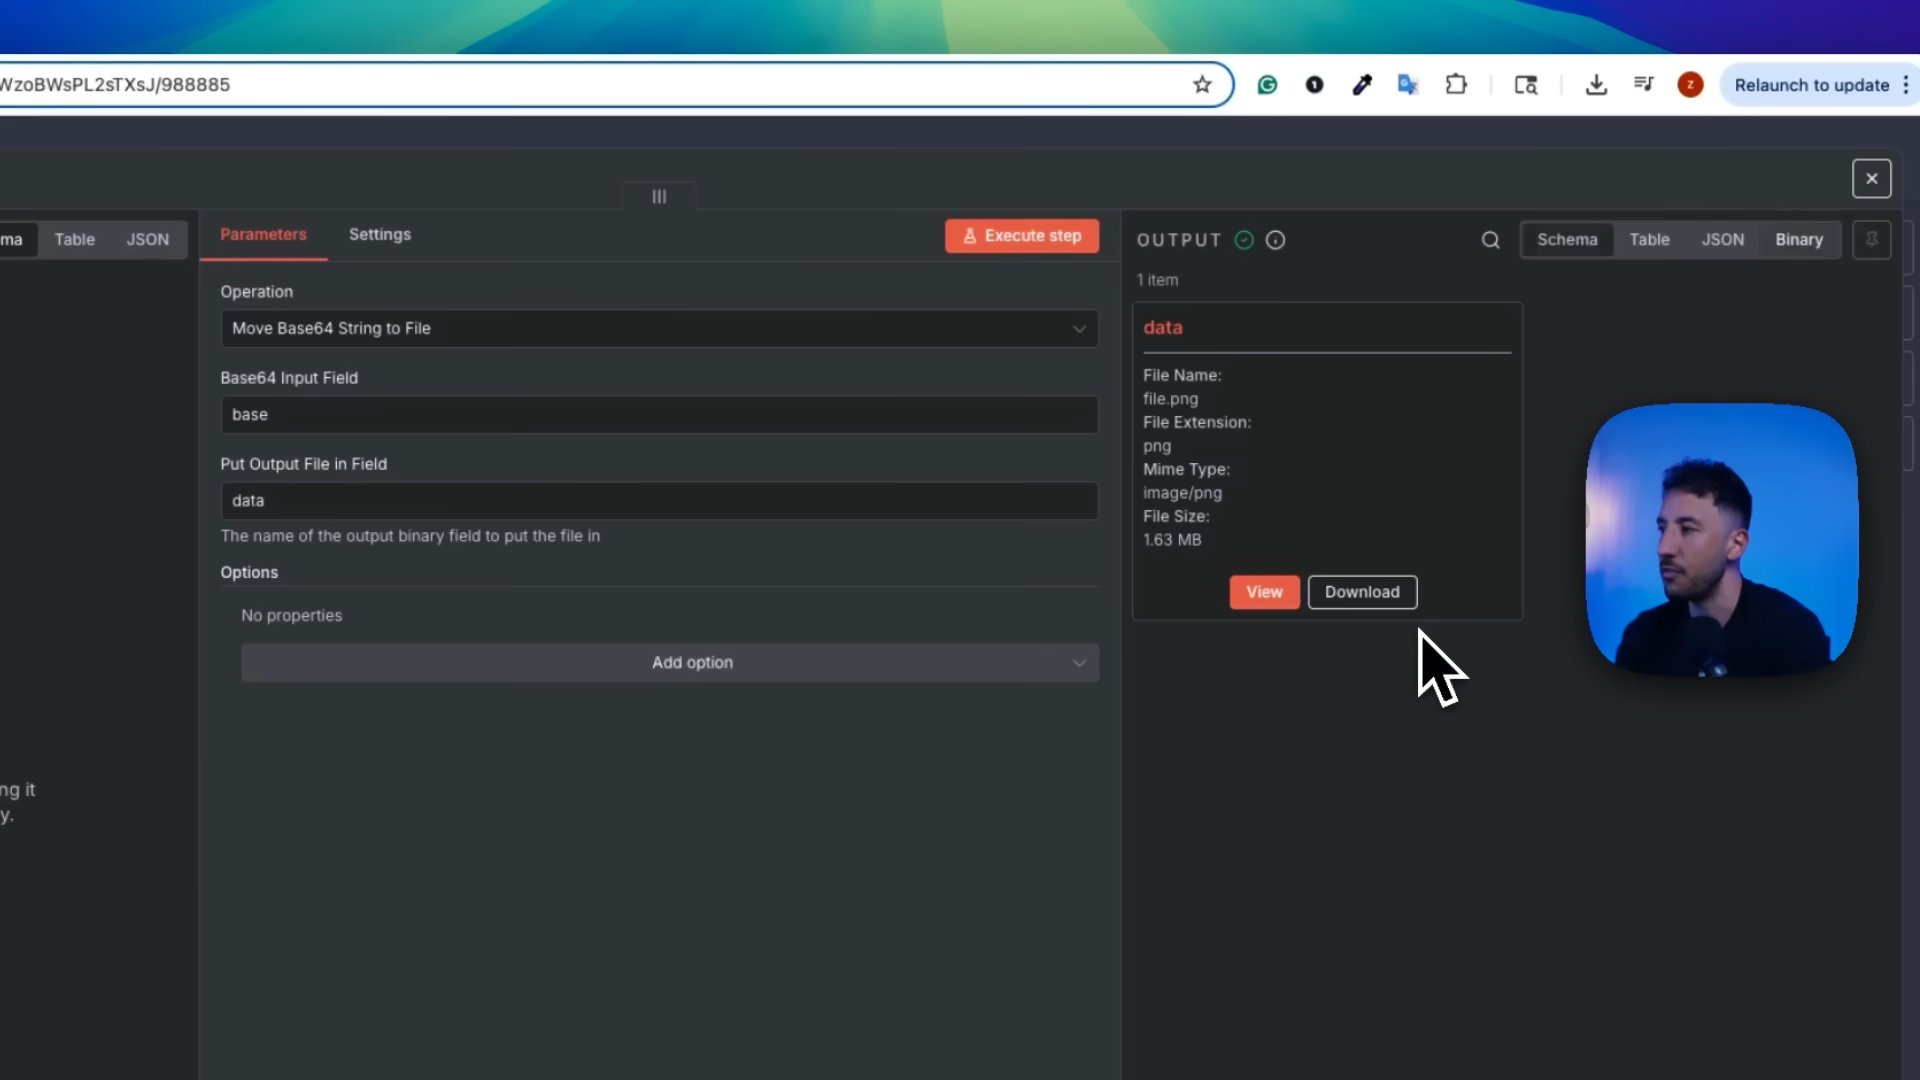 WzoBWsPL2sTXsJ/988885
Relaunch to update
z
ma
Table
JSON
Parameters
Settings
Execute step
OUTPUT
Schema
Table
JSON
Binary
1 item
Operation
Move Base64 String to File
Base64 Input Field
base
Put Output File in Field
data
The name of the output binary field to put the file in
Options
No properties
Add option
data
File Name:
file.png
File Extension:
png
Mime Type:
image/png
File Size:
1.63 MB
View
Download
ng it
y.